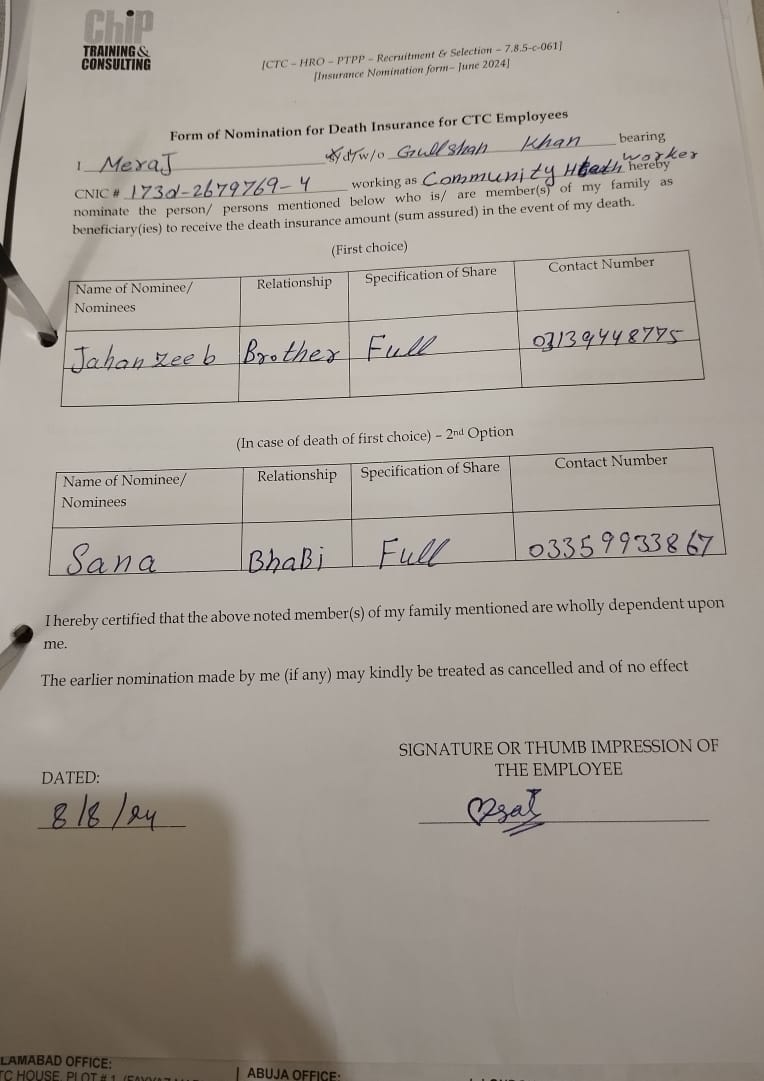 ChiP
TRAINING &
CONSULTING
[CTC – HRO – PTPP – Recruitment & Selection – 7.8.5-c-061]
[Insurance Nomination form– June 2024]
Form of Nomination for Death Insurance for CTC Employees
I Meraj d/w/o Gullshah Khan bearing
CNIC # working as Community Heath worker hereby
nominate the person/ persons mentioned below who is/ are member(s) of my family as
beneficiary(ies) to receive the death insurance amount (sum assured) in the event of my death.
(First choice)
Name of Nominee/ Relationship Specification of Share Contact Number
Nominees
Jahanzeeb Brother Full 03139448775
(In case of death of first choice) – 2nd Option
Name of Nominee/ Relationship Specification of Share Contact Number
Nominees
Sana BhaBi Full 03359933867
I hereby certified that the above noted member(s) of my family mentioned are wholly dependent upon
me.
The earlier nomination made by me (if any) may kindly be treated as cancelled and of no effect
SIGNATURE OR THUMB IMPRESSION OF
THE EMPLOYEE
DATED:
8/8/24
LAMABAD OFFICE:
TC HOUSE, PLOT # 1
ABUJA OFFICE: